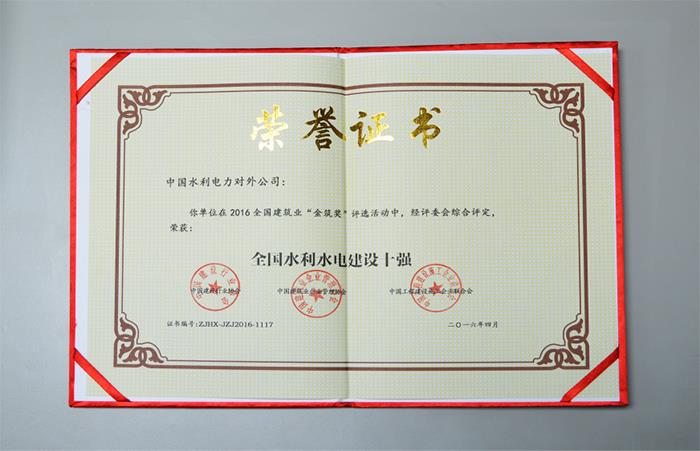 荣誉证书
中国水利电力对外公司：
你单位在2016全国建筑业“金筑奖”评选活动中，经评委会综合评定，
荣获：
全国水利水电建设十强
中国建设行业协会
中国建筑业企业管理协会
中国工程建设施工企业联合会
证书编号：ZJHX-JZJ2016-1117
二〇一六年四月